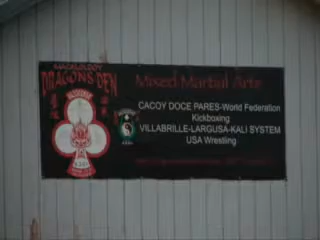 DRAGONS DEN
Mixed Martial Arts
CACOY DOCE PARES-World Federation
Kickboxing
VILLABRILLE-LARGUSA-KALI SYSTEM
USA Wrestling